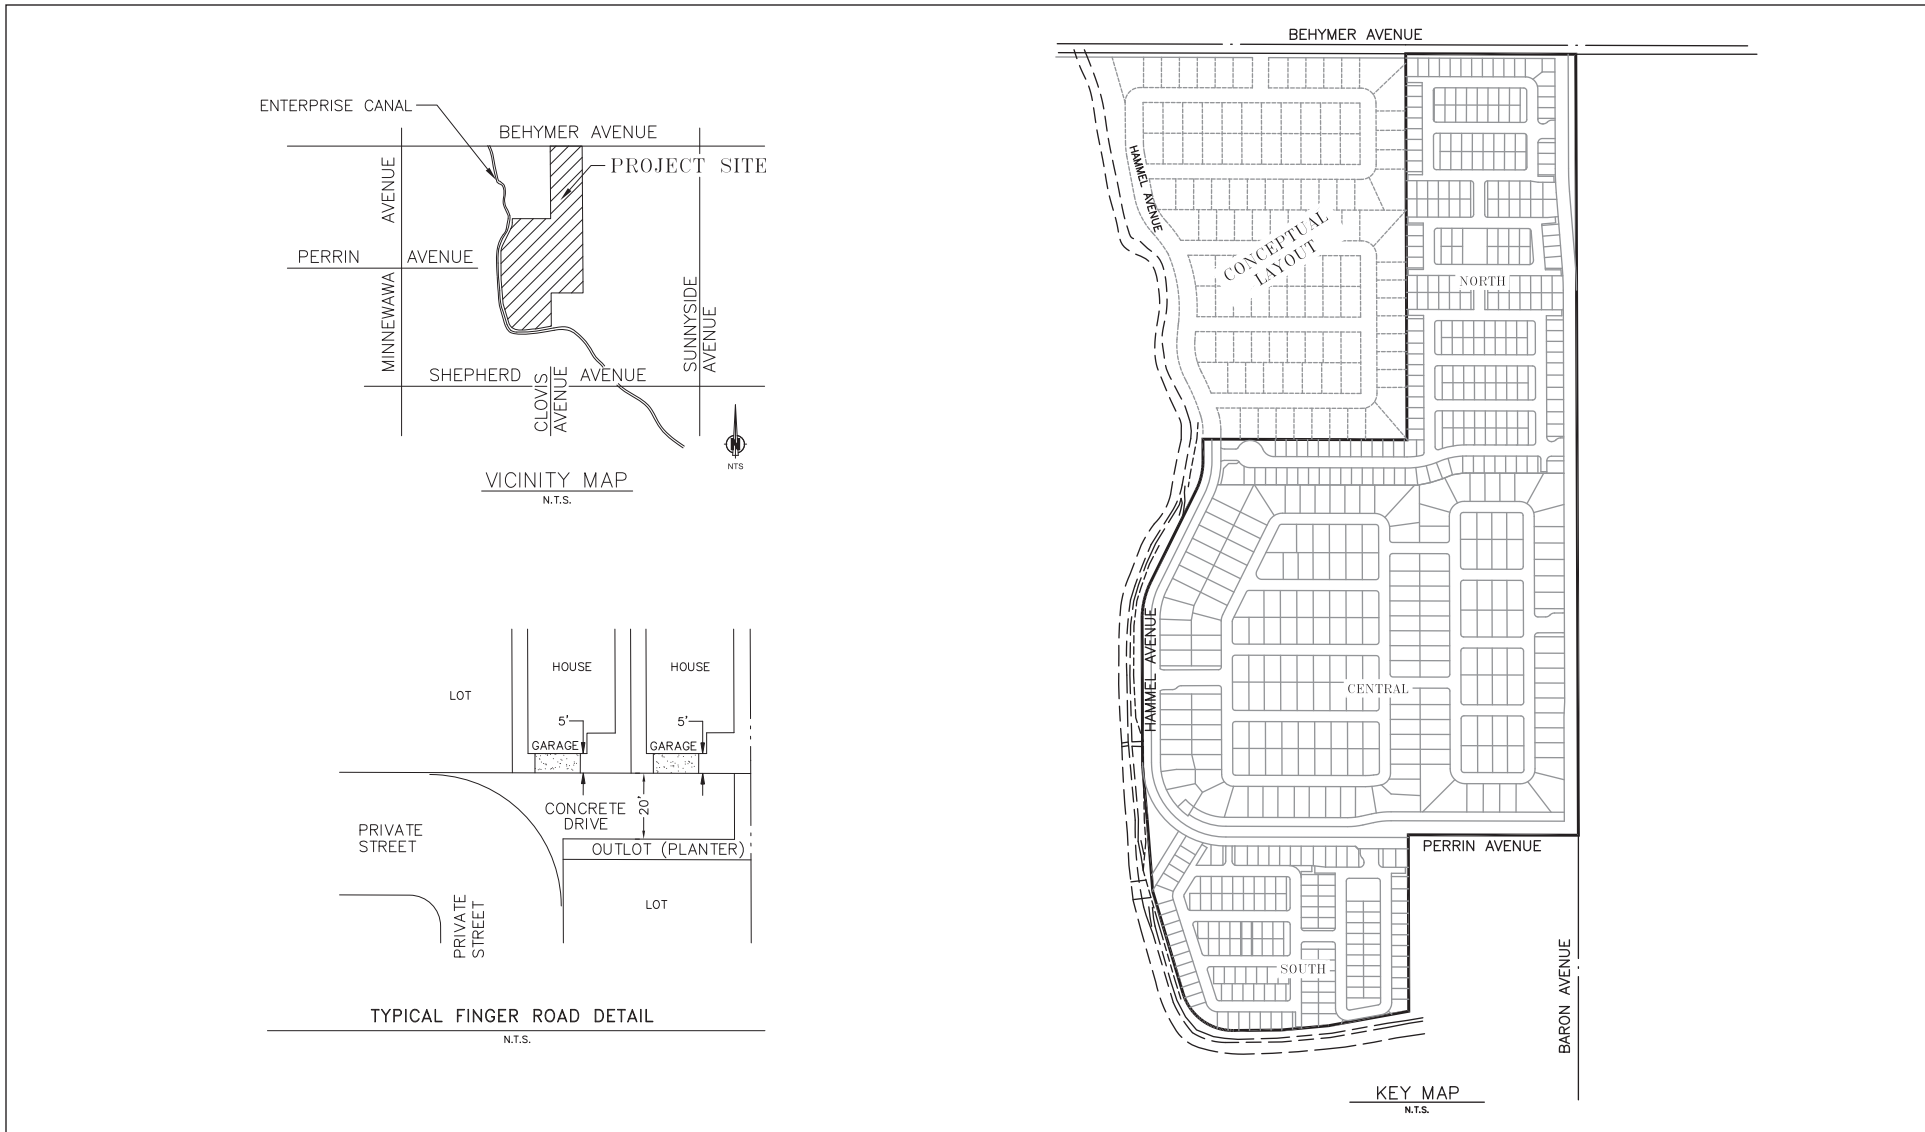 ENTERPRISE CANAL
BEHYMER AVENUE
PROJECT SITE
AVENUE
PERRIN AVENUE
MINNEWAWA
SUNNYSIDE
AVENUE
SHEPHERD AVENUE
CLOVIS
AVENUE
N
NTS
VICINITY MAP
N.T.S.
HOUSE
HOUSE
LOT
5'
5'
GARAGE
GARAGE
CONCRETE
DRIVE
20'
PRIVATE
STREET
OUTLOT (PLANTER)
LOT
PRIVATE
STREET
TYPICAL FINGER ROAD DETAIL
N.T.S.
BEHYMER AVENUE
HAMMEL AVENUE
CONCEPTUAL
LAYOUT
NORTH
HAMMEL AVENUE
CENTRAL
PERRIN AVENUE
SOUTH
BARON AVENUE
KEY MAP
N.T.S.